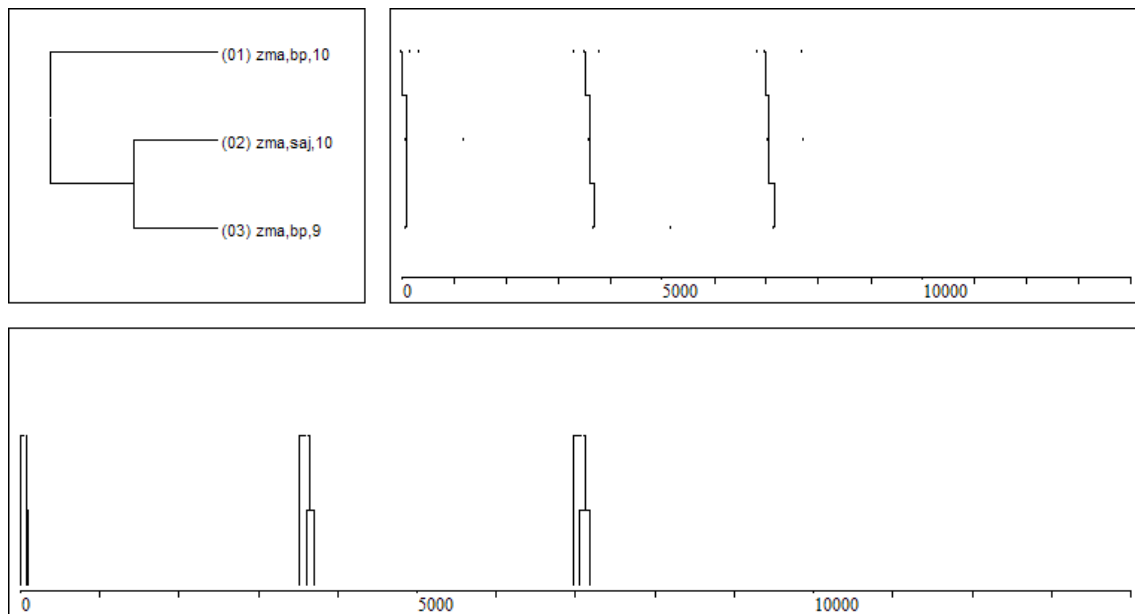 (01) zma,bp,10
(02) zma,saj,10
(03) zma,bp,9
0 5000 10000
0 5000 10000